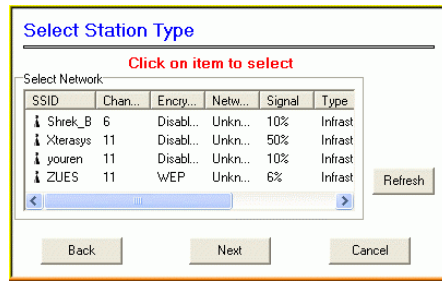 Select Station Type
Click on item to select
Select Network
SSID Chan... Encry... Netw... Signal Type
Shrek_B 6 Disabl... Unkn... 10% Infrast
Xterasys 11 Disabl... Unkn... 50% Infrast
youren 11 Disabl... Unkn... 10% Infrast
ZUES 11 WEP Unkn... 6% Infrast
Refresh
Back Next Cancel